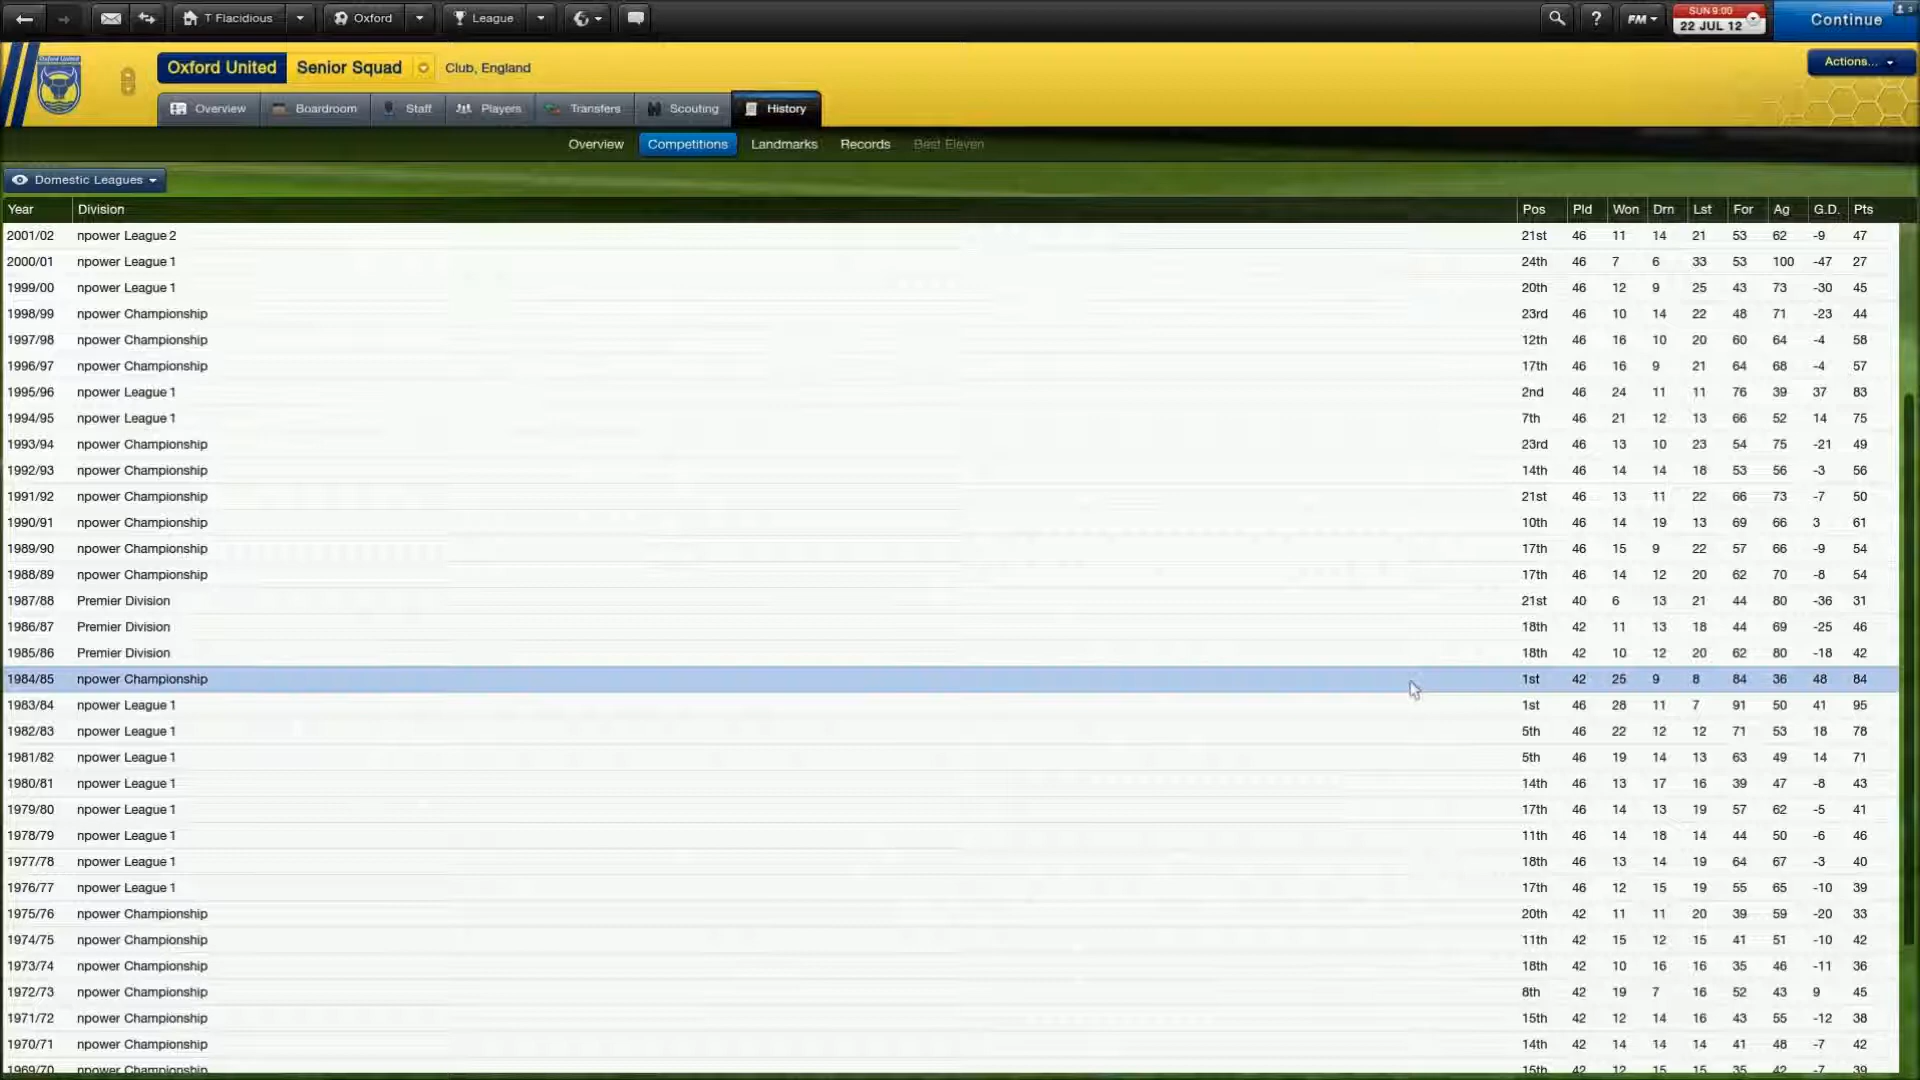 T Flacidious Oxford League ? FM SUN 9:00 22 JUL 12 Continue 3
Oxford United Senior Squad Club, England Actions...
Overview Boardroom Staff Players Transfers Scouting History
Overview Competitions Landmarks Records Best Eleven
Domestic Leagues
Year Division Pos Pld Won Drn Lst For Ag G.D. Pts
2001/02 npower League 2 21st 46 11 14 21 53 62 -9 47
2000/01 npower League 1 24th 46 7 6 33 53 100 -47 27
1999/00 npower League 1 20th 46 12 9 25 43 73 -30 45
1998/99 npower Championship 23rd 46 10 14 22 48 71 -23 44
1997/98 npower Championship 12th 46 16 10 20 60 64 -4 58
1996/97 npower Championship 17th 46 16 9 21 64 68 -4 57
1995/96 npower League 1 2nd 46 24 11 11 76 39 37 83
1994/95 npower League 1 7th 46 21 12 13 66 52 14 75
1993/94 npower Championship 23rd 46 13 10 23 54 75 -21 49
1992/93 npower Championship 14th 46 14 14 18 53 56 -3 56
1991/92 npower Championship 21st 46 13 11 22 66 73 -7 50
1990/91 npower Championship 10th 46 14 19 13 69 66 3 61
1989/90 npower Championship 17th 46 15 9 22 57 66 -9 54
1988/89 npower Championship 17th 46 14 12 20 62 70 -8 54
1987/88 Premier Division 21st 40 6 13 21 44 80 -36 31
1986/87 Premier Division 18th 42 11 13 18 44 69 -25 46
1985/86 Premier Division 18th 42 10 12 20 62 80 -18 42
1984/85 npower Championship 1st 42 25 9 8 84 36 48 84
1983/84 npower League 1 1st 46 28 11 7 91 50 41 95
1982/83 npower League 1 5th 46 22 12 12 71 53 18 78
1981/82 npower League 1 5th 46 19 14 13 63 49 14 71
1980/81 npower League 1 14th 46 13 17 16 39 47 -8 43
1979/80 npower League 1 17th 46 14 13 19 57 62 -5 41
1978/79 npower League 1 11th 46 14 18 14 44 50 -6 46
1977/78 npower League 1 18th 46 13 14 19 64 67 -3 40
1976/77 npower League 1 17th 46 12 15 19 55 65 -10 39
1975/76 npower Championship 20th 42 11 11 20 39 59 -20 33
1974/75 npower Championship 11th 42 15 12 15 41 51 -10 42
1973/74 npower Championship 18th 42 10 16 16 35 46 -11 36
1972/73 npower Championship 8th 42 19 7 16 52 43 9 45
1971/72 npower Championship 15th 42 12 14 16 43 55 -12 38
1970/71 npower Championship 14th 42 14 14 14 41 48 -7 42
1969/70 npower Championship 15th 42 12 15 15 35 42 -7 39